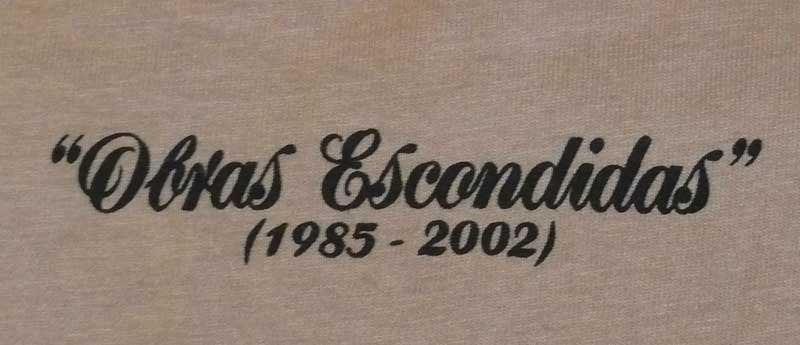 “Obras Escondidas”
(1985 - 2002)